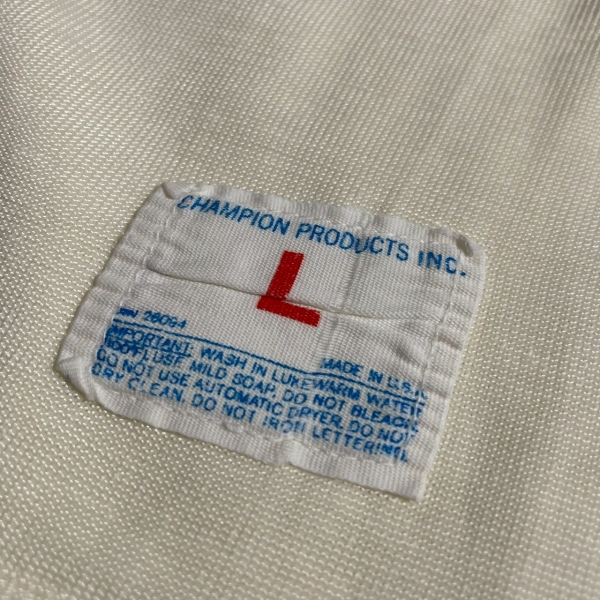 CHAMPION PRODUCTS INC.
L
RN 26094
MADE IN U.S.A.
IMPORTANT, WASH IN LUKEWARM WATER
USE MILD SOAP, DO NOT BLEACH,
DO NOT USE AUTOMATIC DRYER, DO NOT
DRY CLEAN, DO NOT IRON LETTERING.